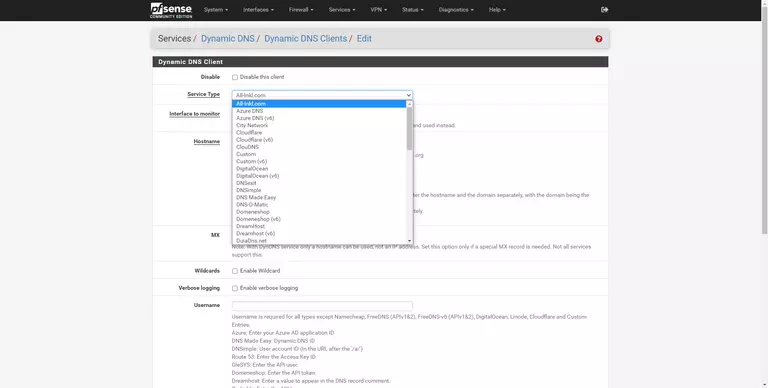 pfsense
COMMUNITY EDITION
System Interfaces Firewall Services VPN Status Diagnostics Help
Services / Dynamic DNS / Dynamic DNS Clients / Edit
Dynamic DNS Client
Disable Disable this client
Service Type All-Inkl.com
All-Inkl.com
Azure DNS
Interface to monitor Azure DNS (v6)
City Network and used instead.
Cloudflare
Hostname Cloudflare (v6)
ClouDNS
Custom .org
Custom (v6)
DigitalOcean
DigitalOcean (v6)
DNSexit
DNSimple the hostname and the domain separately, with the domain being the
DNS Made Easy
DNS-O-Matic
Domeneshop
Domeneshop (v6)
DreamHost
Dreamhost (v6)
MX DuiaDns.net
Note: With DynDNS service only a hostname can be used, not an IP address. Set this option only if a special MX record is needed. Not all services
support this.
Wildcards Enable Wildcard
Verbose logging Enable verbose logging
Username
Username is required for all types except Namecheap, FreeDNS (APIv1&2), FreeDNS-v6 (APIv1&2), DigitalOcean, Linode, Cloudflare and Custom
Entries.
Azure: Enter your Azure AD application ID
DNS Made Easy: Dynamic DNS ID
DNSimple: User account ID (In the URL after the '/a/')
Route 53: Enter the Access Key ID.
GleSYS: Enter the API user.
Domeneshop: Enter the API token.
Dreamhost: Enter a value to appear in the DNS record comment.